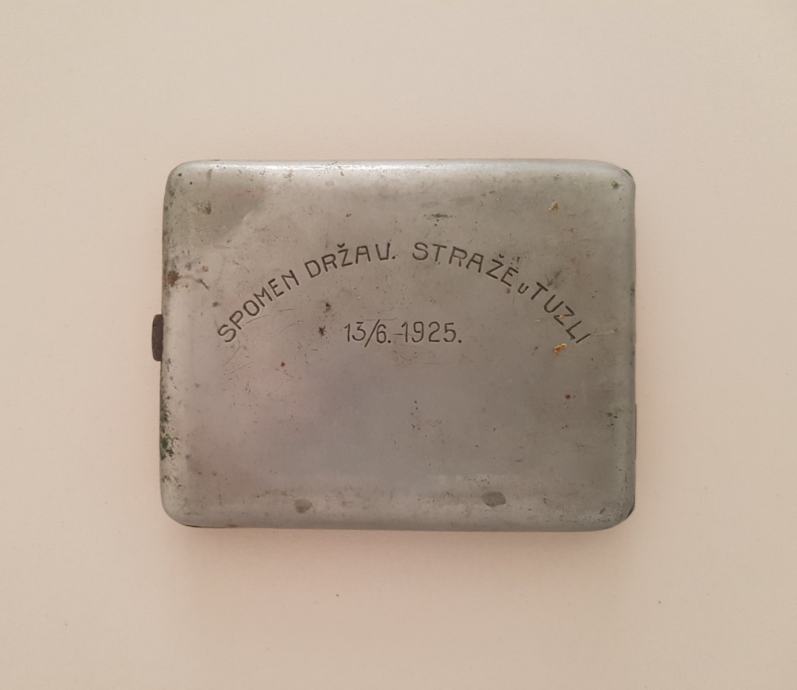 SPOMEN DRŽAV. STRAŽE u TUZLI
13/6.-1925.